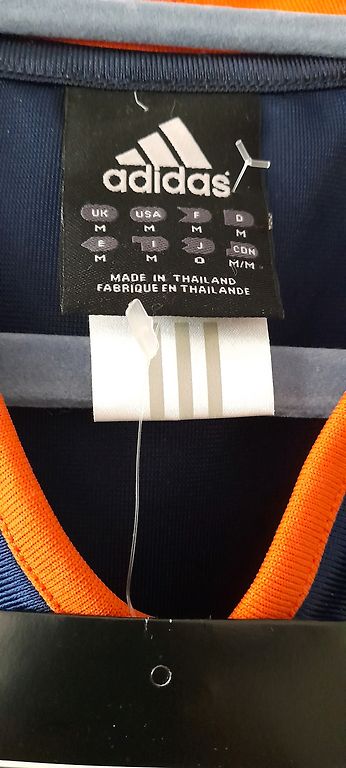 adidas
UK USA F D
M M M M
E I J CDN
M M O M/M
MADE IN THAILAND
FABRIQUE EN THAILANDE